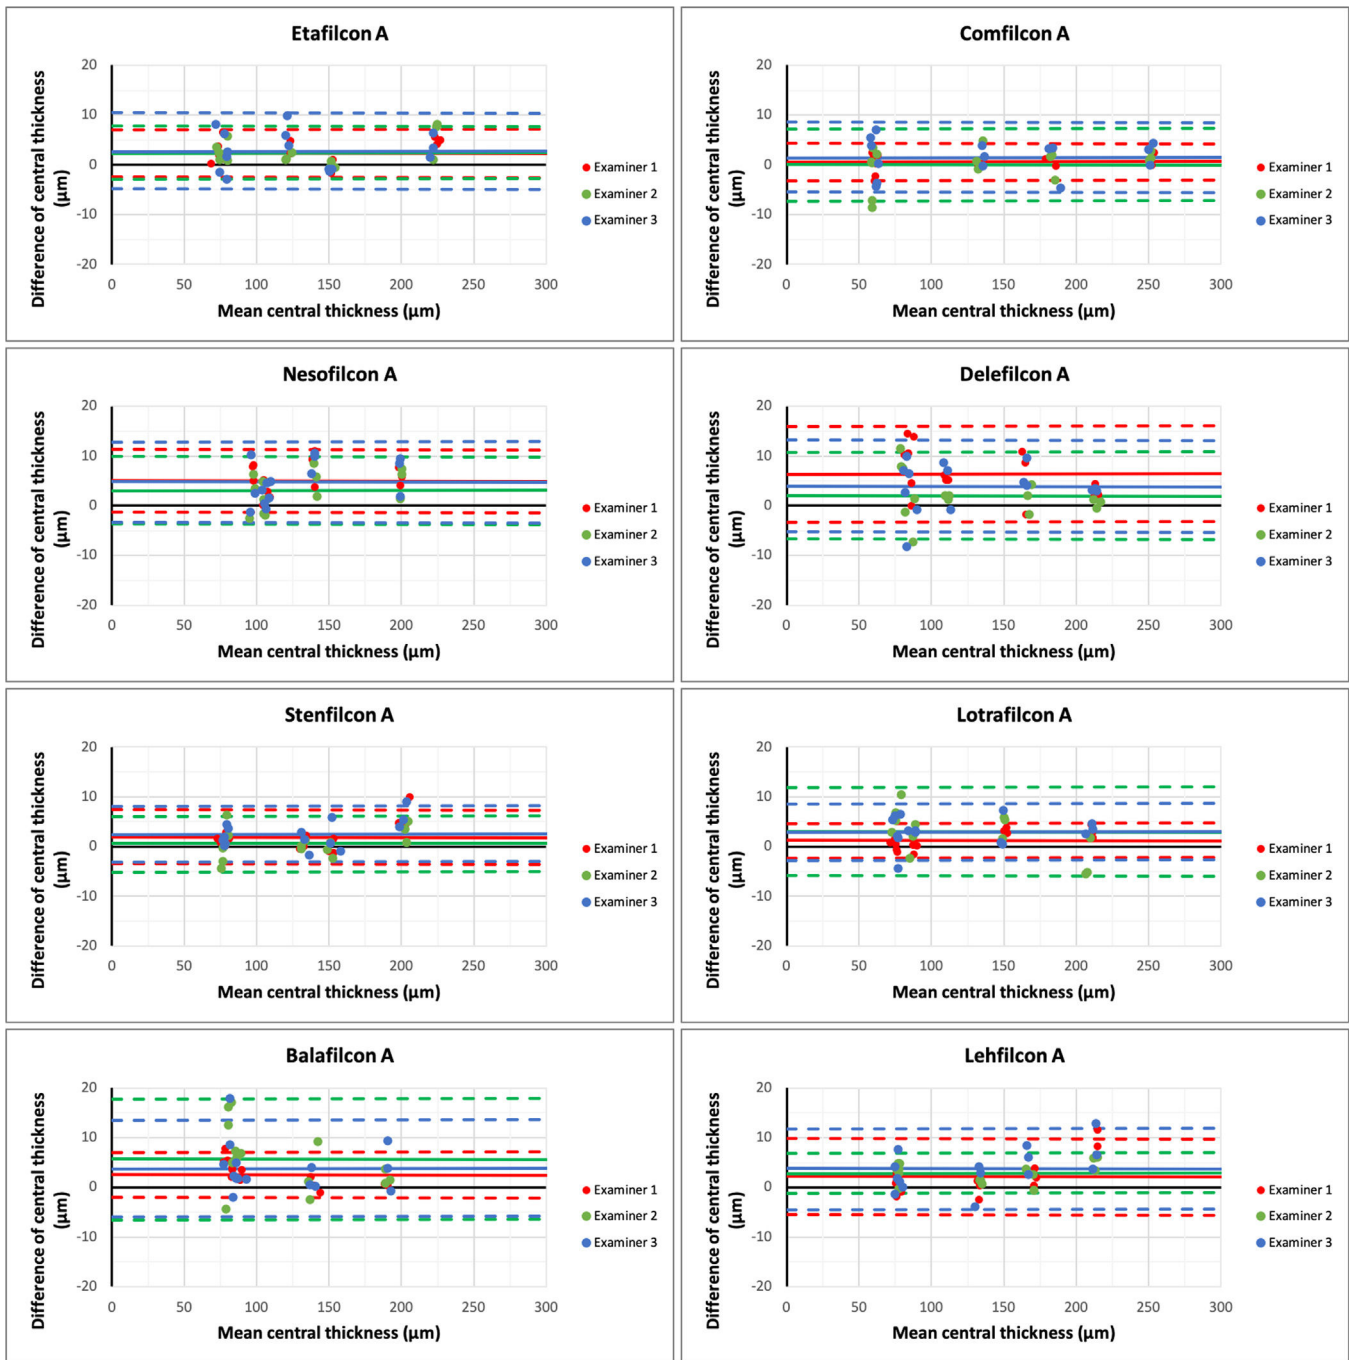 Etafilcon A
Difference of central thickness
(µm)
20
10
0
-10
-20
0 50 100 150 200 250 300
Mean central thickness (µm)
Examiner 1
Examiner 2
Examiner 3
Comfilcon A
Difference of central thickness
(µm)
20
10
0
-10
-20
0 50 100 150 200 250 300
Mean central thickness (µm)
Examiner 1
Examiner 2
Examiner 3
Nesofilcon A
Difference of central thickness
(µm)
20
10
0
-10
-20
0 50 100 150 200 250 300
Mean central thickness (µm)
Examiner 1
Examiner 2
Examiner 3
Delefilcon A
Difference of central thickness
(µm)
20
10
0
-10
-20
0 50 100 150 200 250 300
Mean central thickness (µm)
Examiner 1
Examiner 2
Examiner 3
Stenfilcon A
Difference of central thickness
(µm)
20
10
0
-10
-20
0 50 100 150 200 250 300
Mean central thickness (µm)
Examiner 1
Examiner 2
Examiner 3
Lotrafilcon A
Difference of central thickness
(µm)
20
10
0
-10
-20
0 50 100 150 200 250 300
Mean central thickness (µm)
Examiner 1
Examiner 2
Examiner 3
Balafilcon A
Difference of central thickness
(µm)
20
10
0
-10
-20
0 50 100 150 200 250 300
Mean central thickness (µm)
Examiner 1
Examiner 2
Examiner 3
Lehfilcon A
Difference of central thickness
(µm)
20
10
0
-10
-20
0 50 100 150 200 250 300
Mean central thickness (µm)
Examiner 1
Examiner 2
Examiner 3